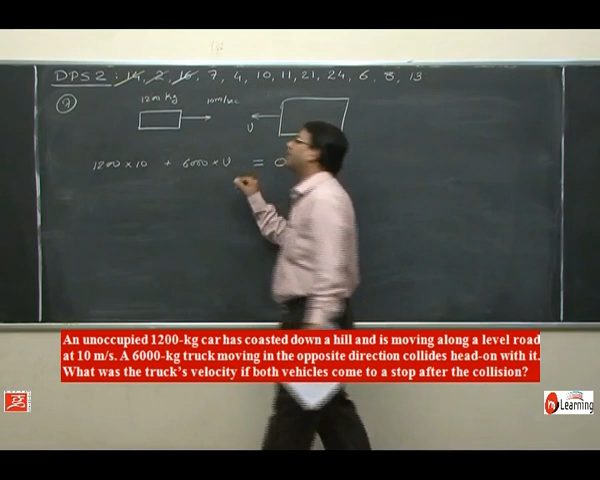 DPS2 : 14, 2, 16, 7, 4, 10, 11, 21, 24, 6, 8, 13
7
1200 kg 10m/sec
U
1200 × 10 + 6000 × U = 0
An unoccupied 1200-kg car has coasted down a hill and is moving along a level road
at 10 m/s. A 6000-kg truck moving in the opposite direction collides head-on with it.
What was the truck's velocity if both vehicles come to a stop after the collision?
Learning